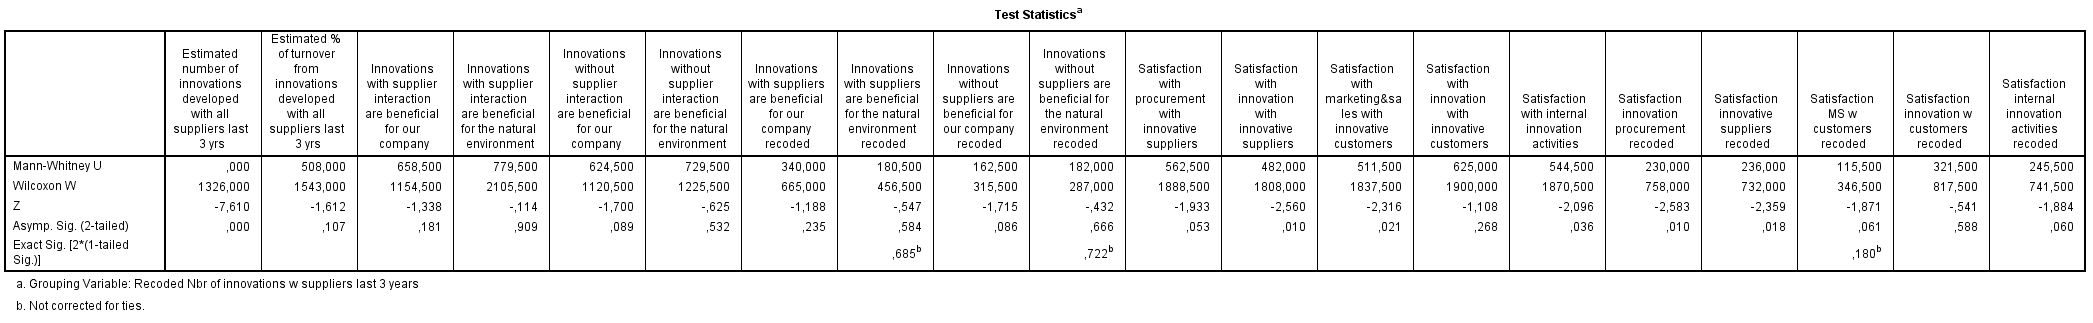 Test Statisticsa
Estimated number of innovations developed with all suppliers last 3 yrs | Estimated % of turnover from innovations developed with all suppliers last 3 yrs | Innovations with supplier interaction are beneficial for our company | Innovations with supplier interaction are beneficial for the natural environment | Innovations without supplier interaction are beneficial for our company | Innovations without supplier interaction are beneficial for the natural environment | Innovations with suppliers are beneficial for our company recoded | Innovations with suppliers are beneficial for the natural environment recoded | Innovations without suppliers are beneficial for our company recoded | Innovations without suppliers are beneficial for the natural environment recoded | Satisfaction with procurement with innovative suppliers | Satisfaction with innovation with innovative suppliers | Satisfaction with marketing&sa les with innovative customers | Satisfaction with innovation with innovative customers | Satisfaction with internal innovation activities | Satisfaction innovation procurement recoded | Satisfaction innovative suppliers recoded | Satisfaction MS w customers recoded | Satisfaction innovation w customers recoded | Satisfaction internal innovation activities recoded
Mann-Whitney U ,000 508,000 658,500 779,500 624,500 729,500 340,000 180,500 162,500 182,000 562,500 482,000 511,500 625,000 544,500 230,000 236,000 115,500 321,500 245,500
Wilcoxon W 1326,000 1543,000 1154,500 2105,500 1120,500 1225,500 665,000 456,500 315,500 287,000 1888,500 1808,000 1837,500 1900,000 1870,500 758,000 732,000 346,500 817,500 741,500
Z -7,610 -1,612 -1,338 -,114 -1,700 -,625 -1,188 -,547 -1,715 -,432 -1,933 -2,560 -2,316 -1,108 -2,096 -2,583 -2,359 -1,871 -,541 -1,884
Asymp. Sig. (2-tailed) ,000 ,107 ,181 ,909 ,089 ,532 ,235 ,584 ,086 ,666 ,053 ,010 ,021 ,268 ,036 ,010 ,018 ,061 ,588 ,060
Exact Sig. [2*(1-tailed Sig.)] ,685b ,722b ,180b
a. Grouping Variable: Recoded Nbr of innovations w suppliers last 3 years
b. Not corrected for ties.